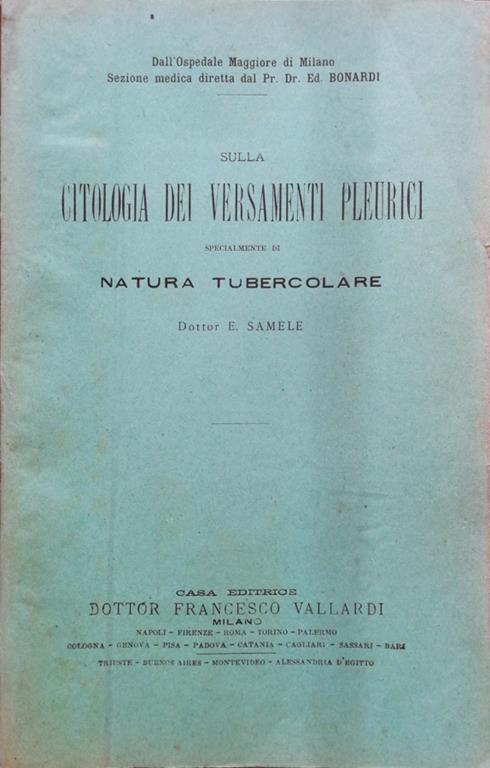 Dall'Ospedale Maggiore di Milano
Sezione medica diretta dal Pr. Dr. Ed. BONARDI
SULLA
CITOLOGIA DEI VERSAMENTI PLEURICI
SPECIALMENTE DI
NATURA TUBERCOLARE
Dottor E. SAMELE
CASA EDITRICE
DOTTOR FRANCESCO VALLARDI
MILANO
NAPOLI - FIRENZE - ROMA - TORINO - PALERMO
COLOGNA - GENOVA - PISA - PADOVA - CATANIA - CAGLIARI - SASSARI - BARI
TRIESTE - BUENOS AIRES - MONTEVIDEO - ALESSANDRIA D'EGITTO